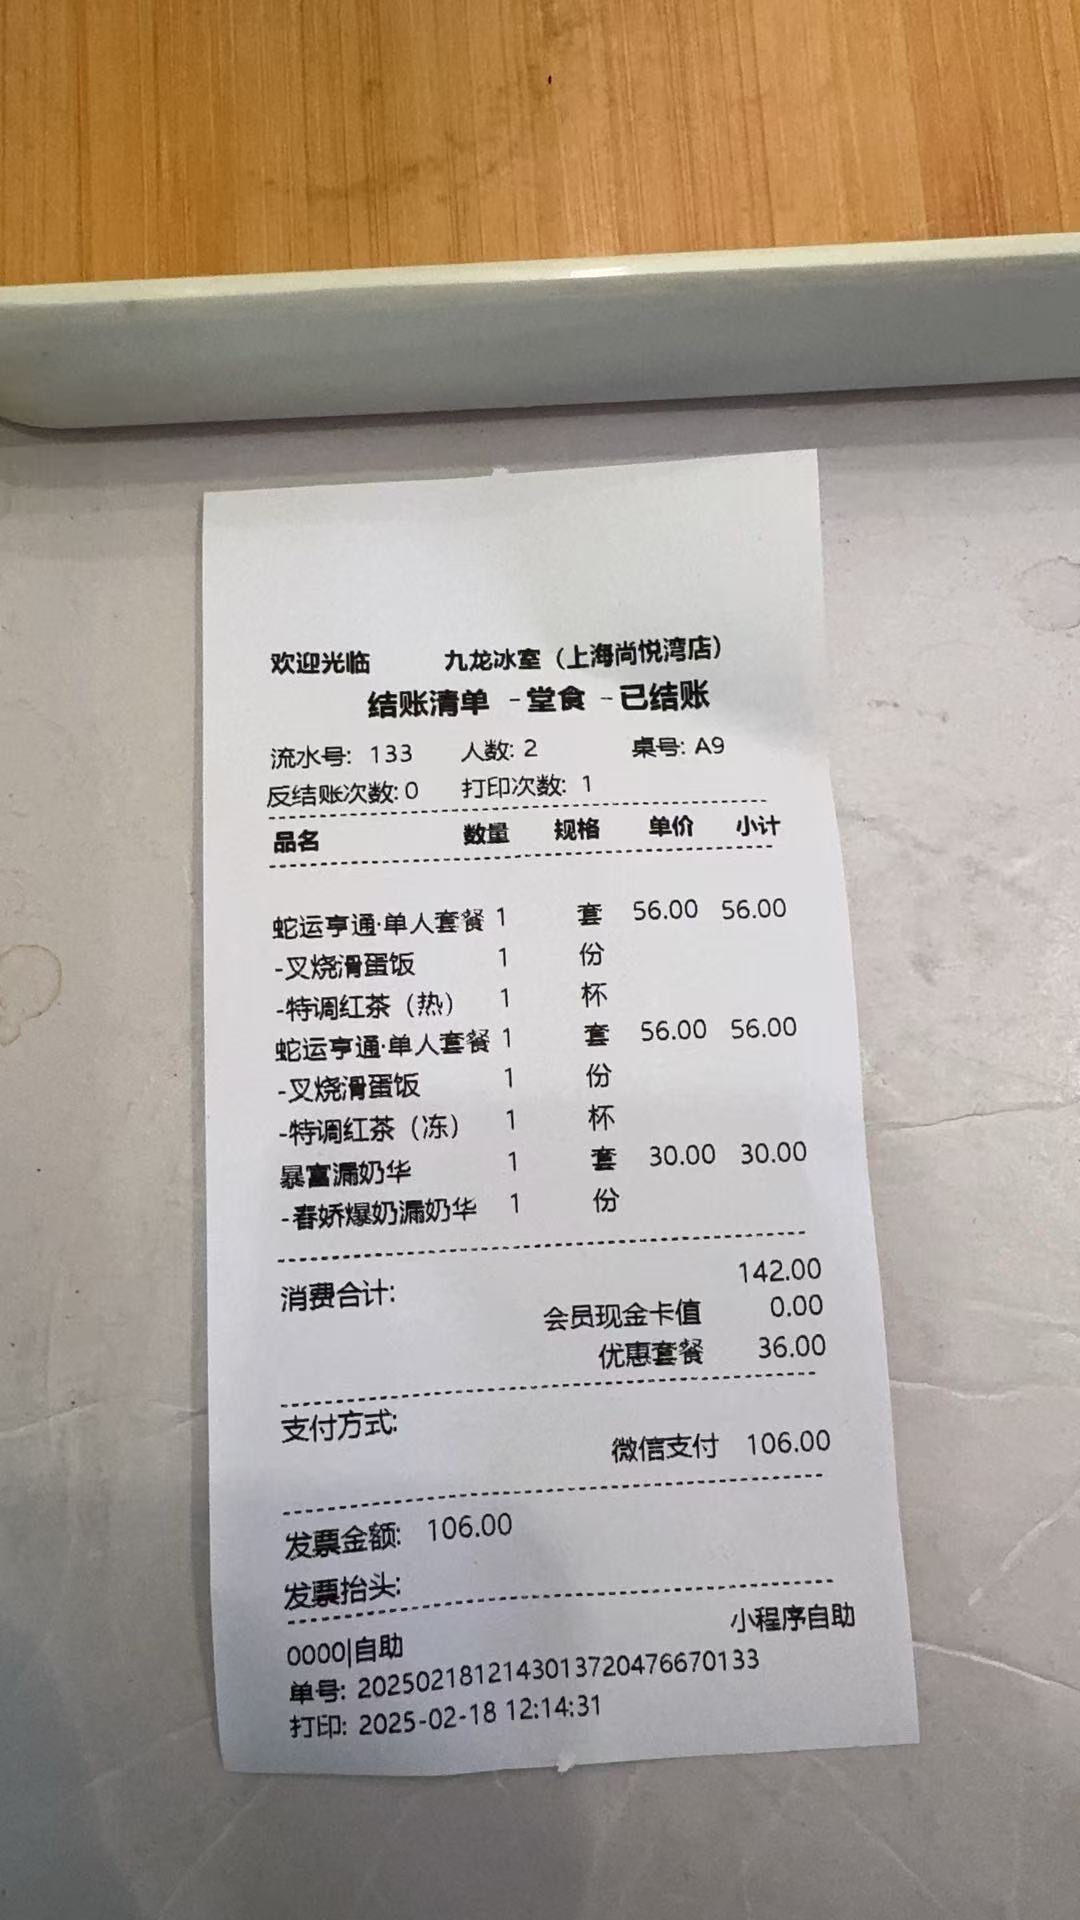 欢迎光临 九龙冰室（上海尚悦湾店）
结账清单 -堂食 -已结账
流水号: 133 人数: 2 桌号: A9
反结账次数: 0 打印次数: 1
品名 数量 规格 单价 小计
蛇运亨通·单人套餐 1 套 56.00 56.00
-叉烧滑蛋饭 1 份
-特调红茶（热） 1 杯
蛇运亨通·单人套餐 1 套 56.00 56.00
-叉烧滑蛋饭 1 份
-特调红茶（冻） 1 杯
暴富漏奶华 1 套 30.00 30.00
-春娇爆奶漏奶华 1 份
消费合计: 142.00
会员现金卡值 0.00
优惠套餐 36.00
支付方式:
微信支付 106.00
发票金额: 106.00
发票抬头:
小程序自助
0000|自助
单号: 2025021812143013720476670133
打印: 2025-02-18 12:14:31